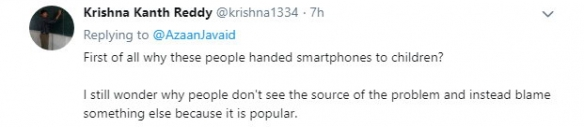 Krishna Kanth Reddy @krishna1334 · 7h
Replying to @AzaanJavaid
First of all why these people handed smartphones to children?
I still wonder why people don't see the source of the problem and instead blame
something else because it is popular.